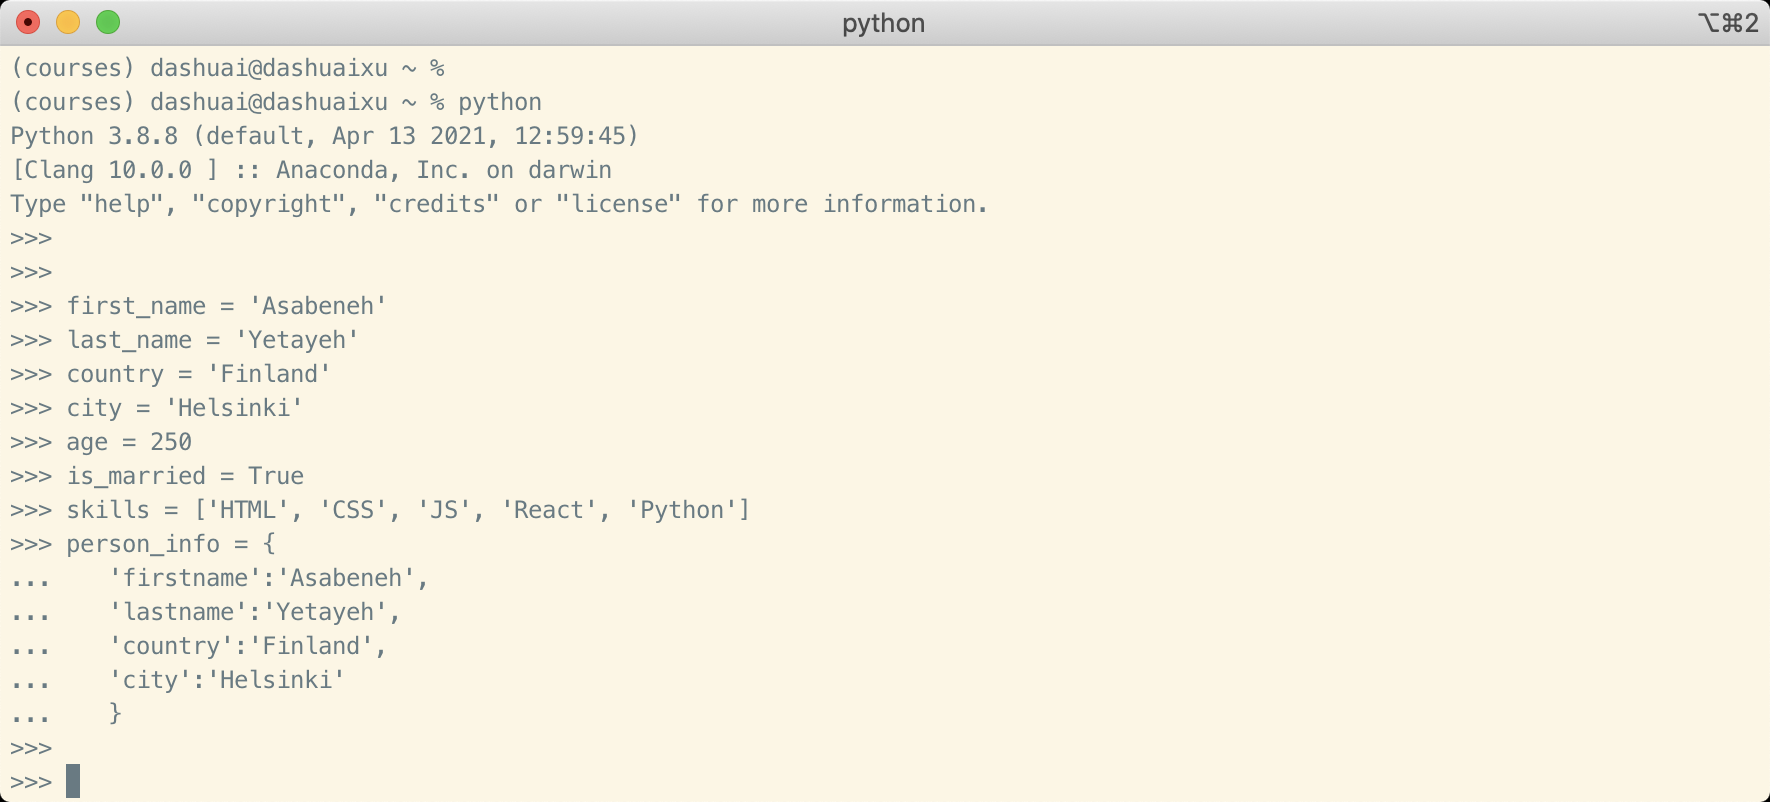 python ⌥⌘2
(courses) dashuai@dashuaixu ~ %
(courses) dashuai@dashuaixu ~ % python
Python 3.8.8 (default, Apr 13 2021, 12:59:45)
[Clang 10.0.0 ] :: Anaconda, Inc. on darwin
Type "help", "copyright", "credits" or "license" for more information.
>>>
>>>
>>> first_name = 'Asabeneh'
>>> last_name = 'Yetayeh'
>>> country = 'Finland'
>>> city = 'Helsinki'
>>> age = 250
>>> is_married = True
>>> skills = ['HTML', 'CSS', 'JS', 'React', 'Python']
>>> person_info = {
...    'firstname':'Asabeneh',
...    'lastname':'Yetayeh',
...    'country':'Finland',
...    'city':'Helsinki'
...    }
>>>
>>>